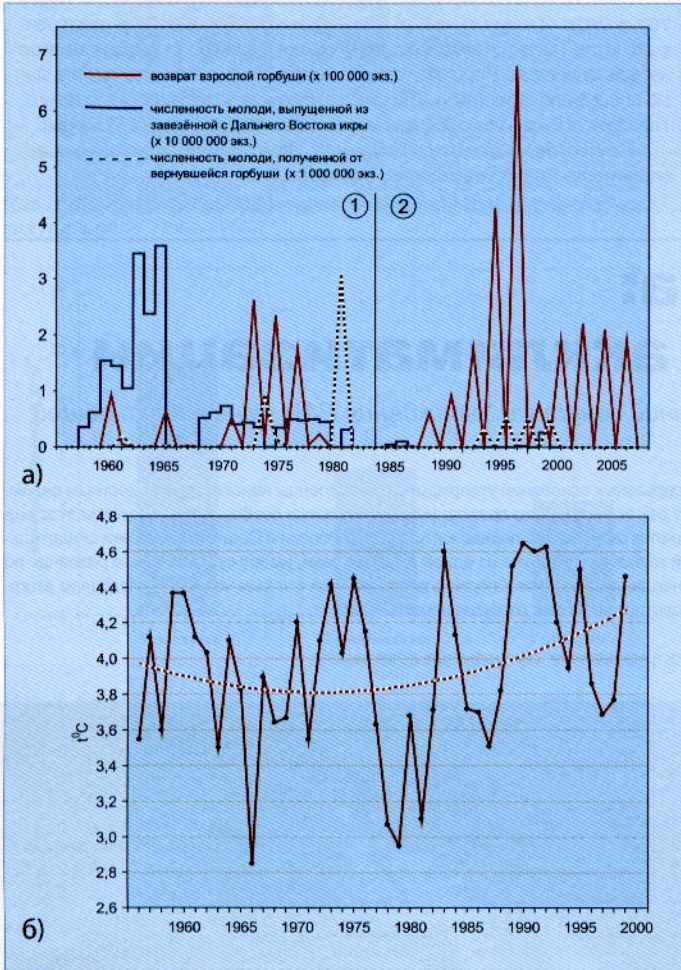 7
6
5
4
3
2
1
0
возврат взрослой горбуши (x 100 000 экз.)
численность молоди, выпущенной из
завезённой с Дальнего Востока икры
(x 10 000 000 экз.)
численность молоди, полученной от
вернувшейся горбуши (x 1 000 000 экз.)
1 2
1960 1965 1970 1975 1980 1985 1990 1995 2000 2005
а)
4,8
4,6
4,4
4,2
4,0
3,8
3,6
3,4
3,2
3,0
2,8
2,6
t⁰C
1960 1965 1970 1975 1980 1985 1990 1995 2000
б)